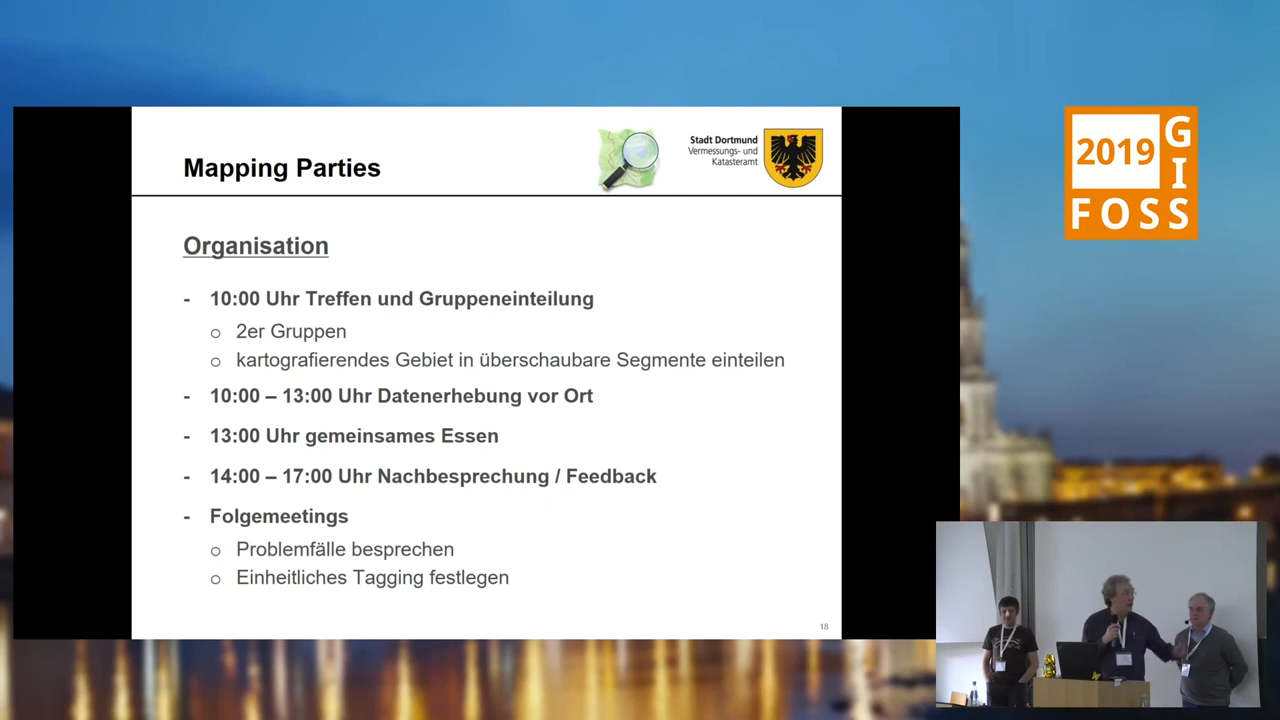 Mapping Parties
Stadt Dortmund
Vermessungs- und
Katasteramt
Organisation
- 10:00 Uhr Treffen und Gruppeneinteilung
o 2er Gruppen
o kartografierendes Gebiet in überschaubare Segmente einteilen
- 10:00 – 13:00 Uhr Datenerhebung vor Ort
- 13:00 Uhr gemeinsames Essen
- 14:00 – 17:00 Uhr Nachbesprechung / Feedback
- Folgemeetings
o Problemfälle besprechen
o Einheitliches Tagging festlegen
18
2019
GIS
FOSS